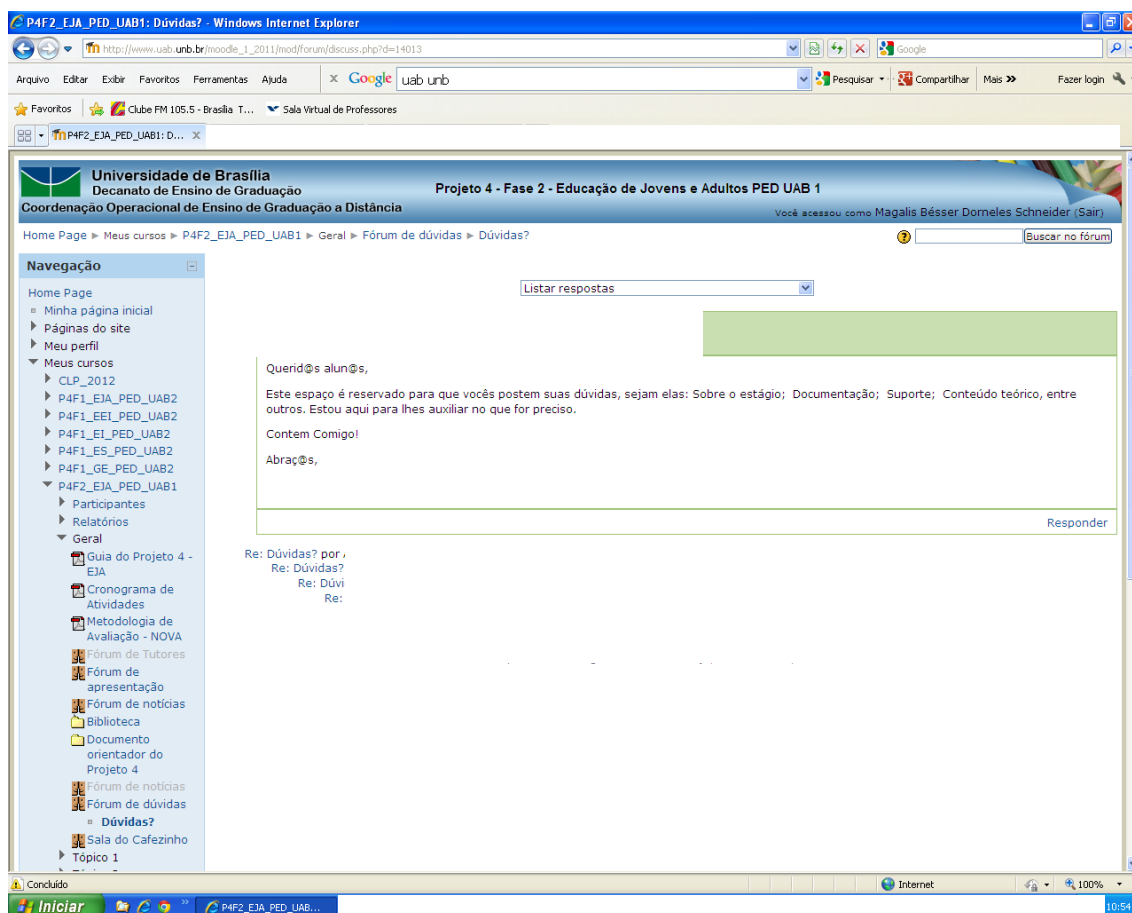 P4F2_EJA_PED_UAB1: Dúvidas? - Windows Internet Explorer
http://www.uab.unb.br/moodle_1_2011/mod/forum/discuss.php?d=14013
Google
Arquivo Editar Exibir Favoritos Ferramentas Ajuda
x Google uab unb
Pesquisar Compartilhar Mais >> Fazer login
Favoritos Clube FM 105.5 - Brasília T... Sala Virtual de Professores
P4F2_EJA_PED_UAB1: D... X
Universidade de Brasília
Decanato de Ensino de Graduação
Coordenação Operacional de Ensino de Graduação a Distância
Projeto 4 - Fase 2 - Educação de Jovens e Adultos PED UAB 1
Você acessou como Magalis Bésser Dorneles Schneider (Sair)
Home Page ► Meus cursos ► P4F2_EJA_PED_UAB1 ► Geral ► Fórum de dúvidas ► Dúvidas?
Buscar no fórum
Navegação
Home Page
Minha página inicial
Páginas do site
Meu perfil
Meus cursos
CLP_2012
P4F1_EJA_PED_UAB2
P4F1_EEI_PED_UAB2
P4F1_EI_PED_UAB2
P4F1_ES_PED_UAB2
P4F1_GE_PED_UAB2
P4F2_EJA_PED_UAB1
Participantes
Relatórios
Geral
Guia do Projeto 4 -
EJA
Cronograma de
Atividades
Metodologia de
Avaliação - NOVA
Fórum de Tutores
Fórum de
apresentação
Fórum de notícias
Biblioteca
Documento
orientador do
Projeto 4
Fórum de notícias
Fórum de dúvidas
Dúvidas?
Sala do Cafezinho
Tópico 1
Listar respostas
Querid@s alun@s,
Este espaço é reservado para que vocês postem suas dúvidas, sejam elas: Sobre o estágio; Documentação; Suporte; Conteúdo teórico, entre
outros. Estou aqui para lhes auxiliar no que for preciso.
Contem Comigo!
Abraç@s,
Responder
Re: Dúvidas? por
Re: Dúvidas?
Re: Dúvi
Re:
Concluído
Internet
100%
Iniciar
P4F2_EJA_PED_UAB...
10:54